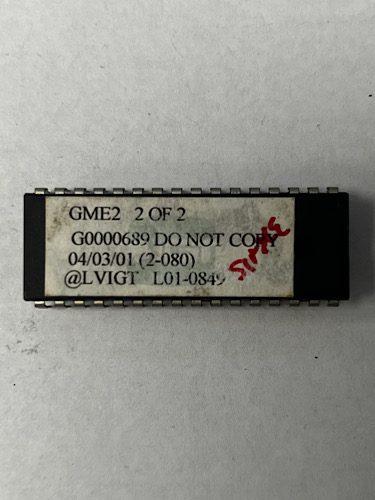 GME2 2 OF 2
G0000689 DO NOT COPY
04/03/01 (2-080)
@LVIGT L01-0849